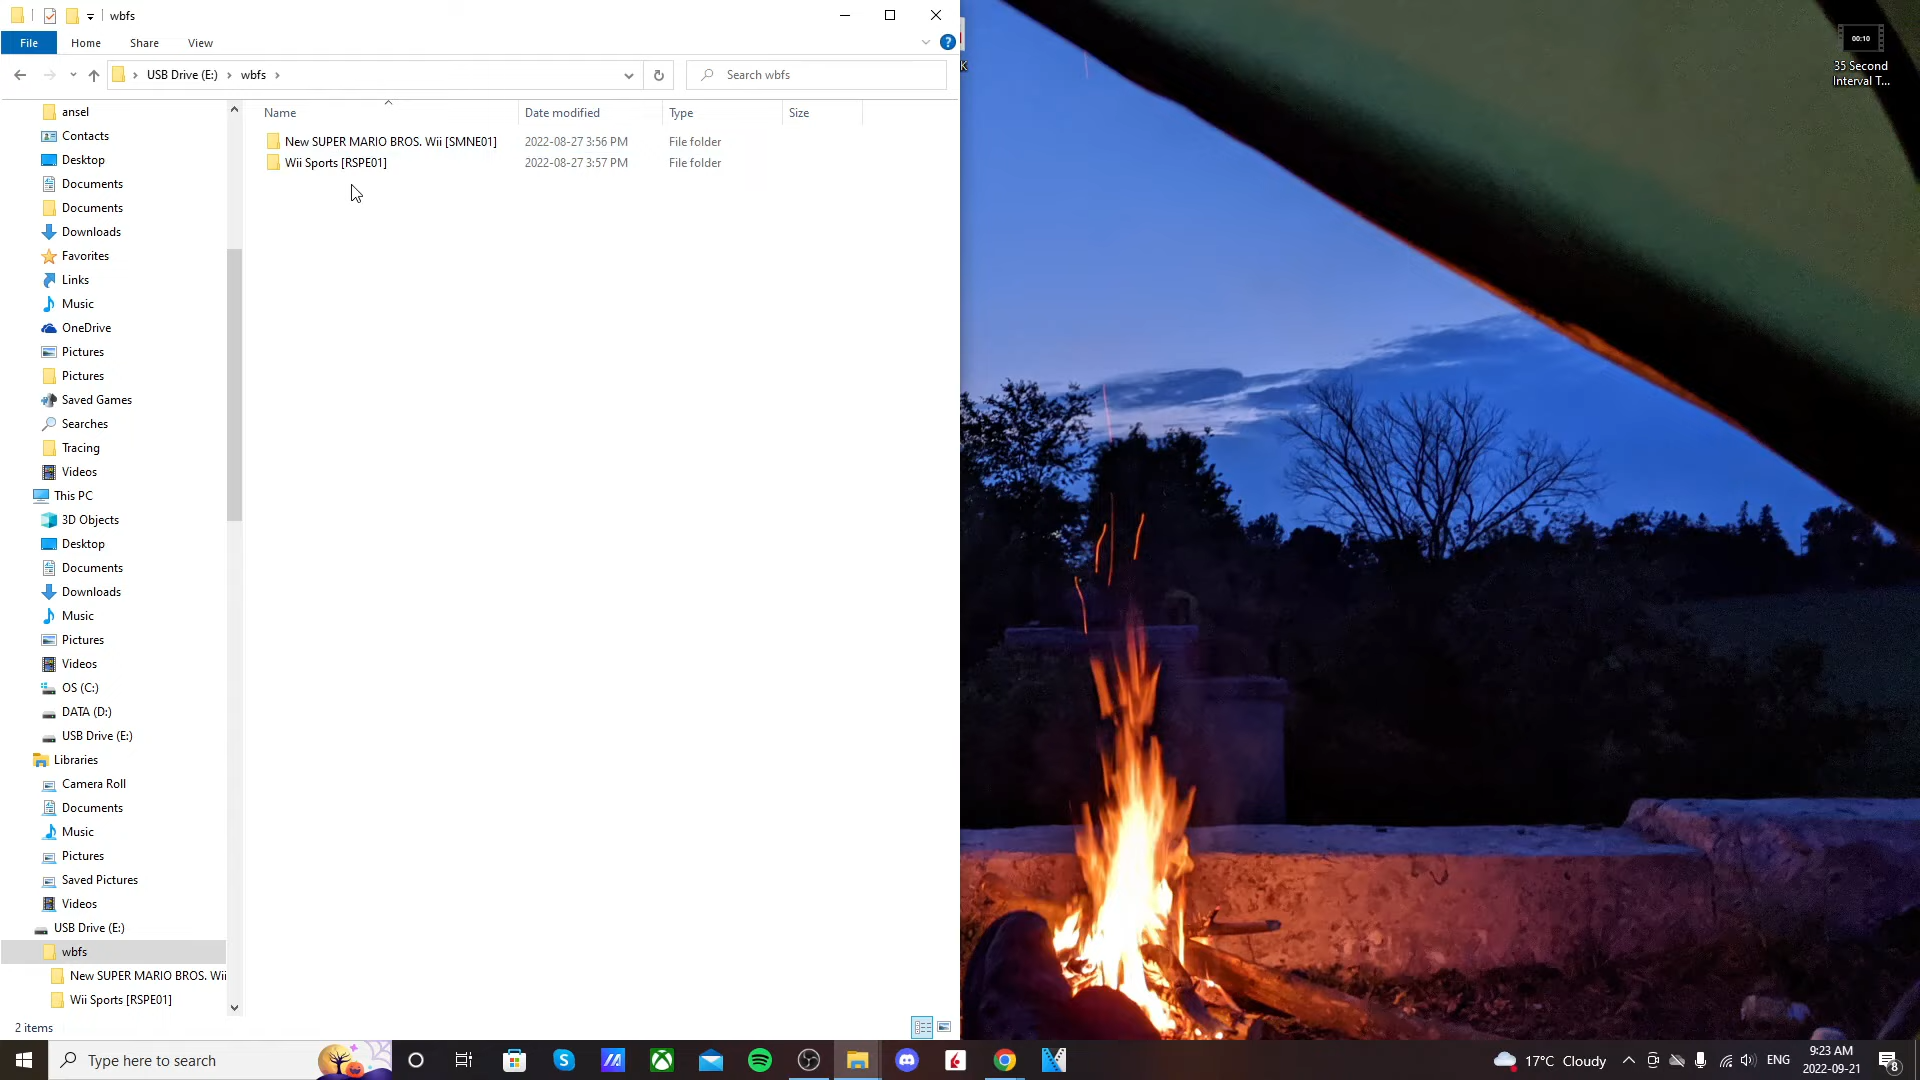 wbfs
File Home Share View
USB Drive (E:) wbfs
Search wbfs
Name Date modified Type Size
New SUPER MARIO BROS. Wii [SMNE01] 2022-08-27 3:56 PM File folder
Wii Sports [RSPE01] 2022-08-27 3:57 PM File folder
ansel
Contacts
Desktop
Documents
Documents
Downloads
Favorites
Links
Music
OneDrive
Pictures
Pictures
Saved Games
Searches
Tracing
Videos
This PC
3D Objects
Desktop
Documents
Downloads
Music
Pictures
Videos
OS (C:)
DATA (D:)
USB Drive (E:)
Libraries
Camera Roll
Documents
Music
Pictures
Saved Pictures
Videos
USB Drive (E:)
wbfs
New SUPER MARIO BROS. Wii
Wii Sports [RSPE01]
2 items
K
00:10
35 Second
Interval T...
Type here to search
17°C Cloudy
ENG
9:23 AM
2022-09-21
8